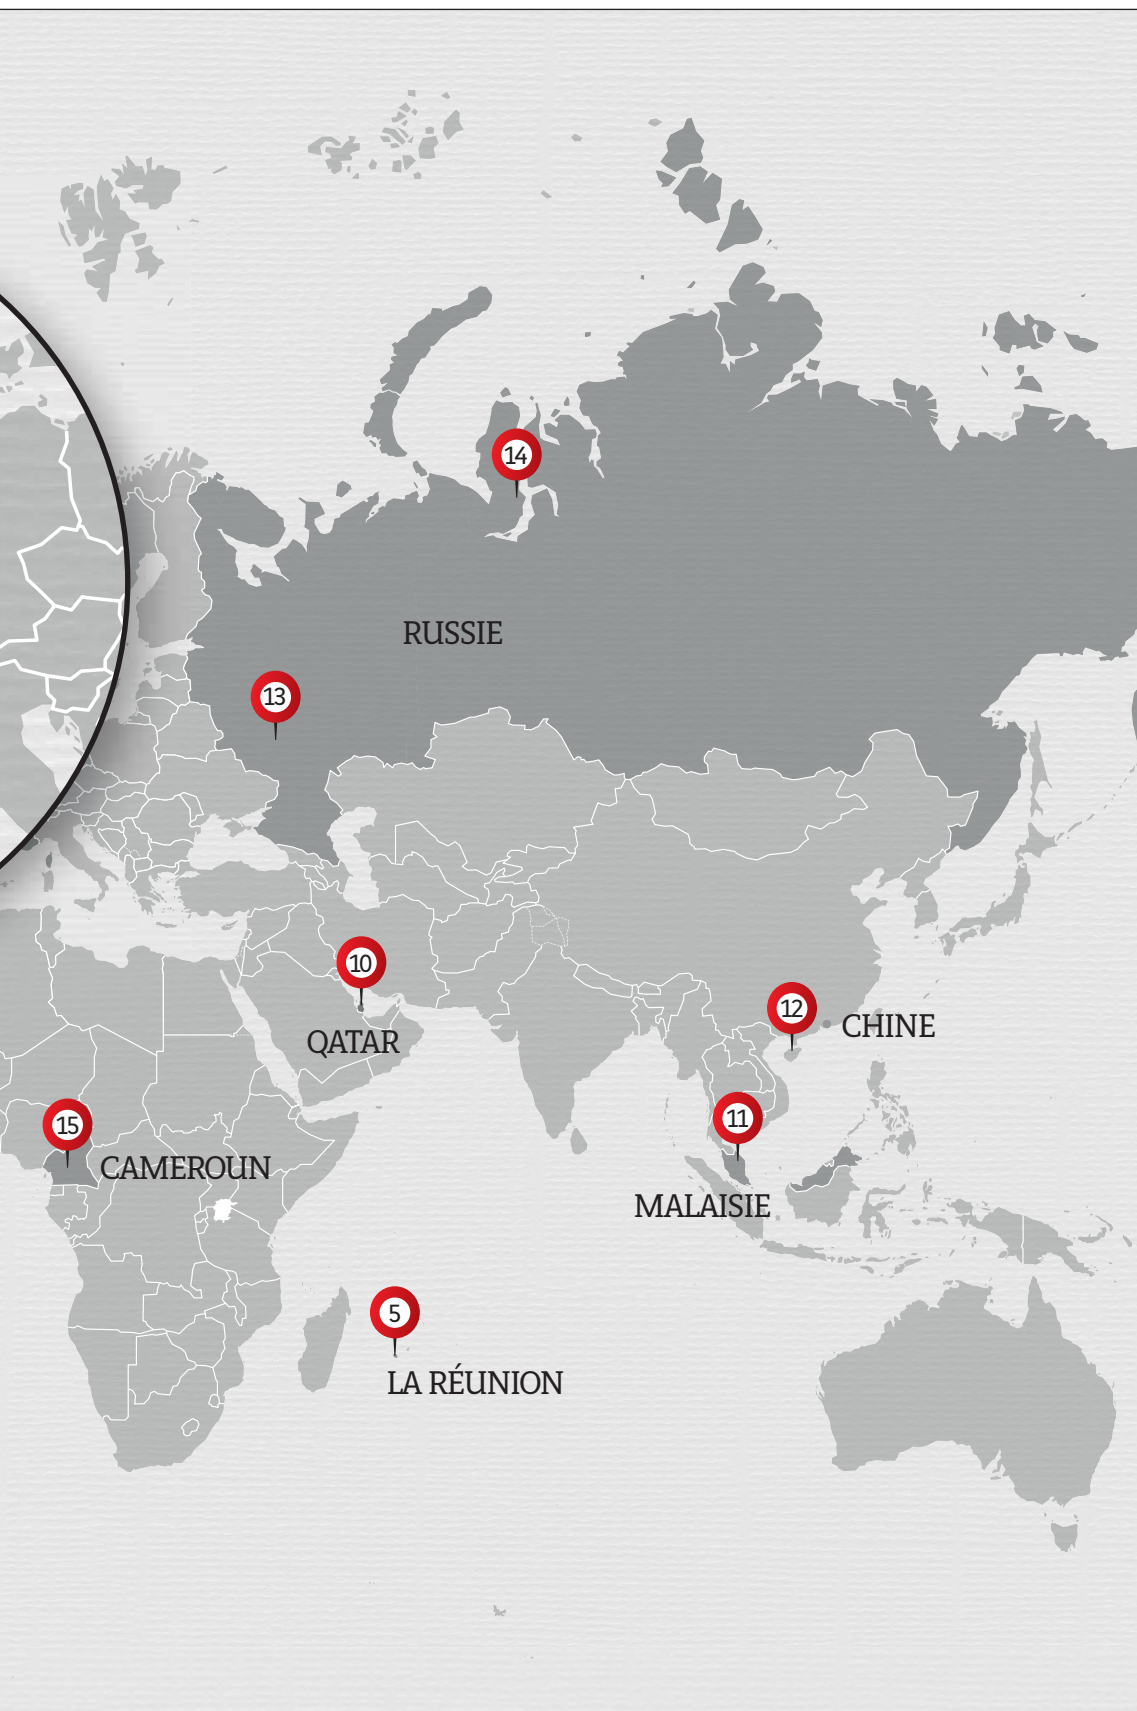 14
RUSSIE
13
10
QATAR
12
CHINE
11
MALAISIE
15
CAMEROUN
5
LA RÉUNION